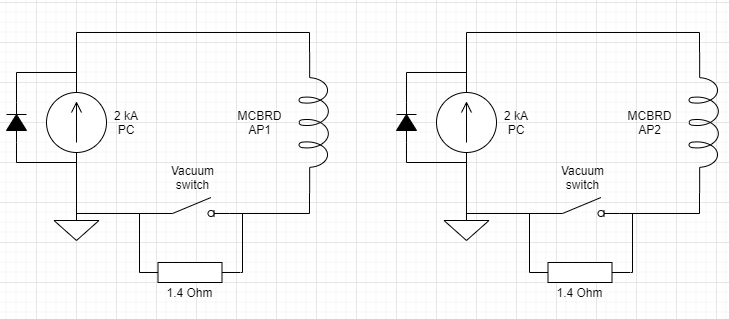 2 kA
PC
MCBRD
AP1
Vacuum
switch
1.4 Ohm
2 kA
PC
MCBRD
AP2
Vacuum
switch
1.4 Ohm